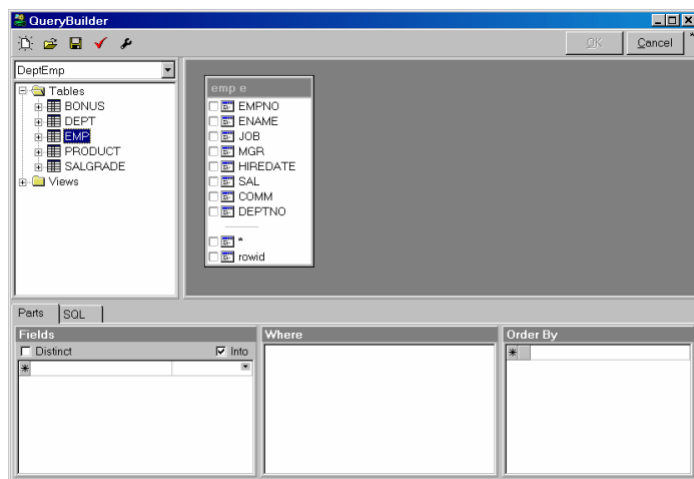 QueryBuilder
OK
Cancel
*
DeptEmp
Tables
BONUS
DEPT
EMP
PRODUCT
SALGRADE
Views
emp e
EMPNO
ENAME
JOB
MGR
HIREDATE
SAL
COMM
DEPTNO
*
rowid
Parts
SQL
Fields
Distinct
Into
*
Where
Order By
*